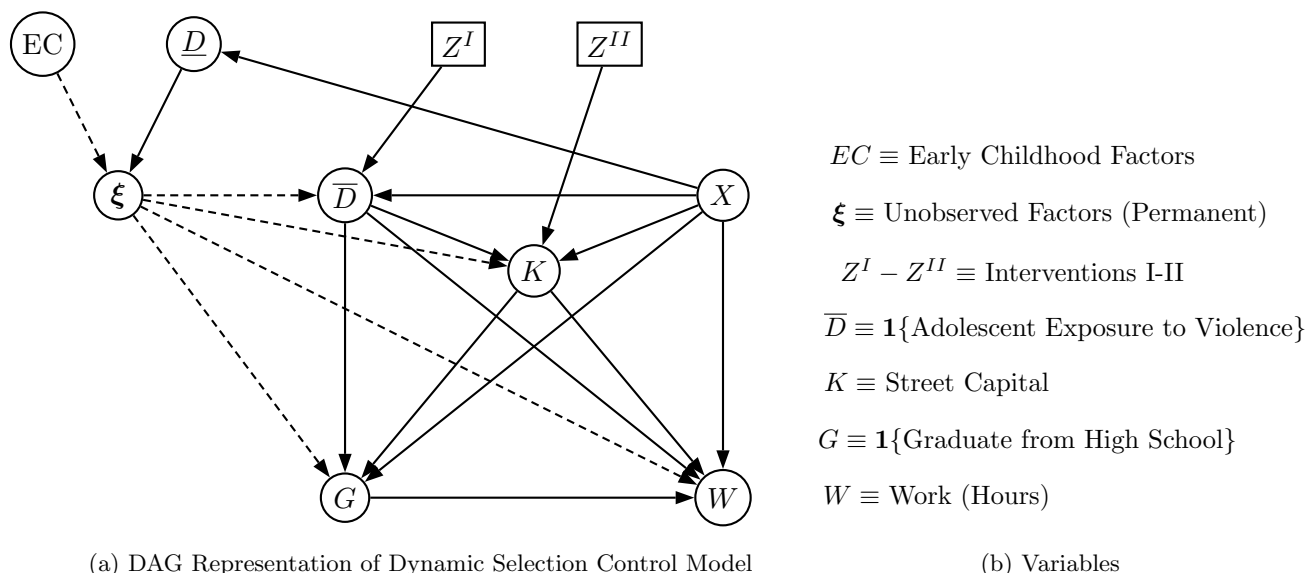 EC
D
Z^I
Z^{II}
ξ
D̅
X
K
G
W
EC ≡ Early Childhood Factors
ξ ≡ Unobserved Factors (Permanent)
Z^I − Z^{II} ≡ Interventions I-II
D̅ ≡ 1{Adolescent Exposure to Violence}
K ≡ Street Capital
G ≡ 1{Graduate from High School}
W ≡ Work (Hours)
(a) DAG Representation of Dynamic Selection Control Model
(b) Variables